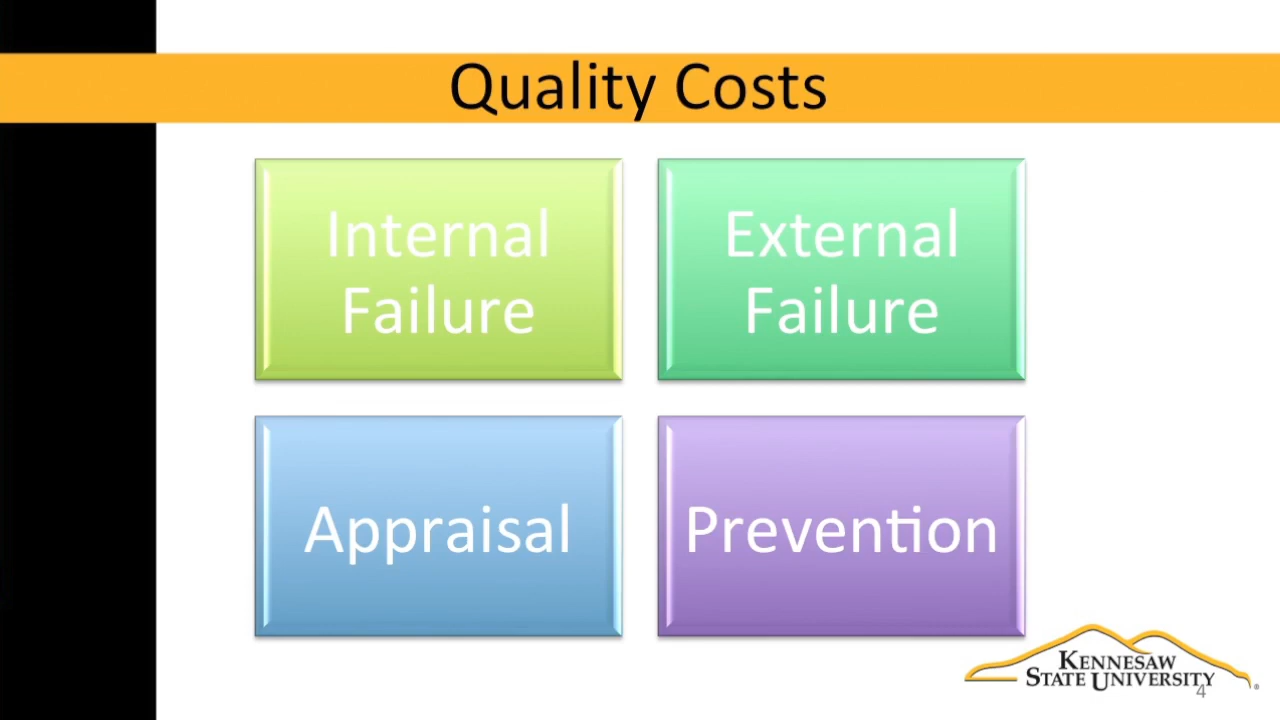 Quality Costs
Internal
Failure
External
Failure
Appraisal
Prevention
KENNESAW
STATE UNIVERSITY
®
4